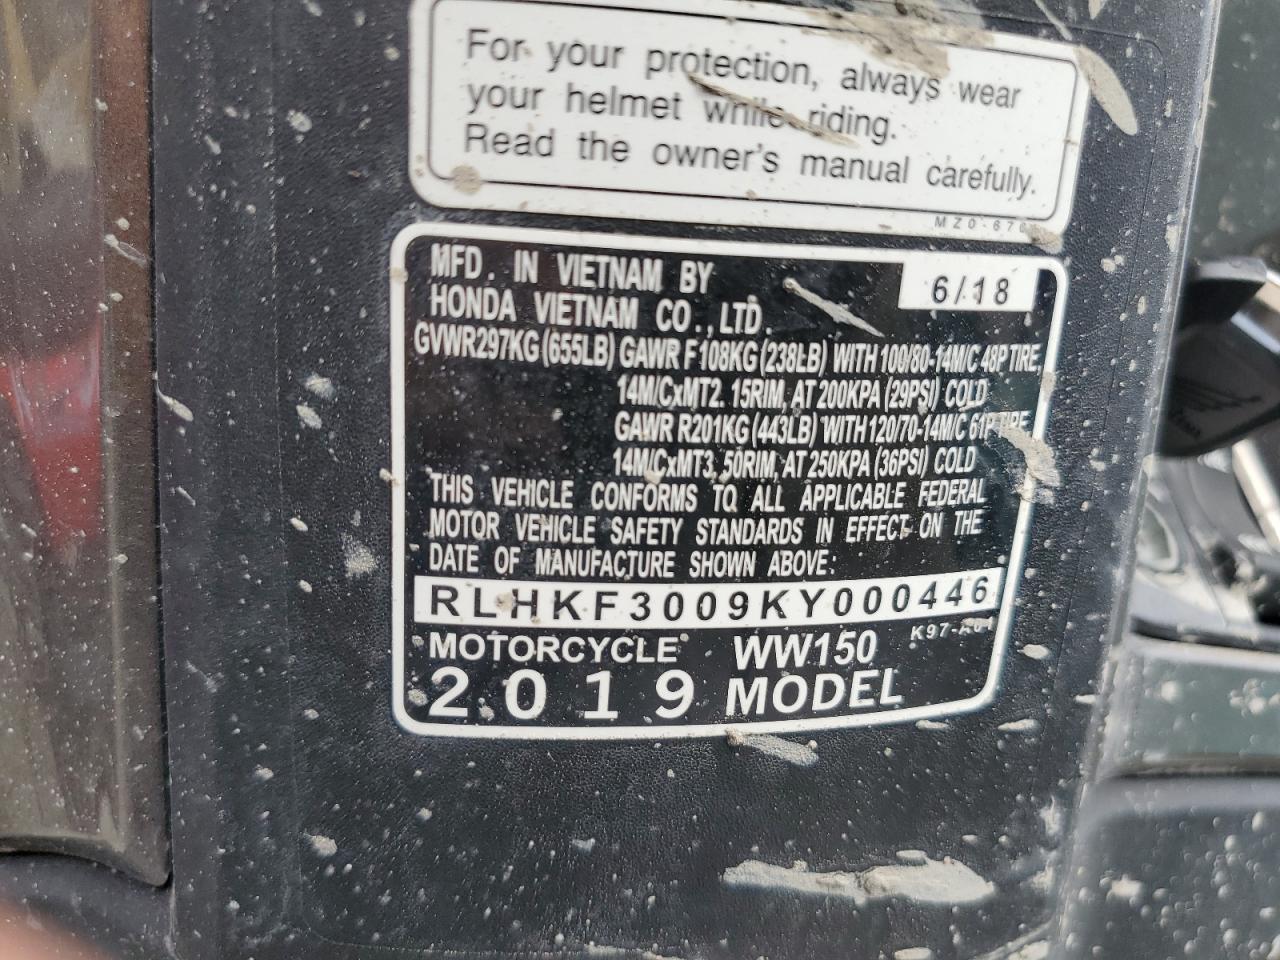 For your protection, always wear
your helmet while riding.
Read the owner's manual carefully.
MFD. IN VIETNAM BY
6/18
HONDA VIETNAM CO., LTD.
GVWR297KG (655LB) GAWR F108KG (238LB) WITH 100/80-14M/C 48P TIRE,
14M/CxMT2. 15RIM, AT 200KPA (29PSI) COLD
GAWR R201KG (443LB) WITH 120/70-14M/C 61P TIRE
14M/CxMT3. 50RIM, AT 250KPA (36PSI) COLD
THIS VEHICLE CONFORMS TO ALL APPLICABLE FEDERAL
MOTOR VEHICLE SAFETY STANDARDS IN EFFECT ON THE
DATE OF MANUFACTURE SHOWN ABOVE:
RLHKF3009KY000446
MOTORCYCLE WW150
2019 MODEL